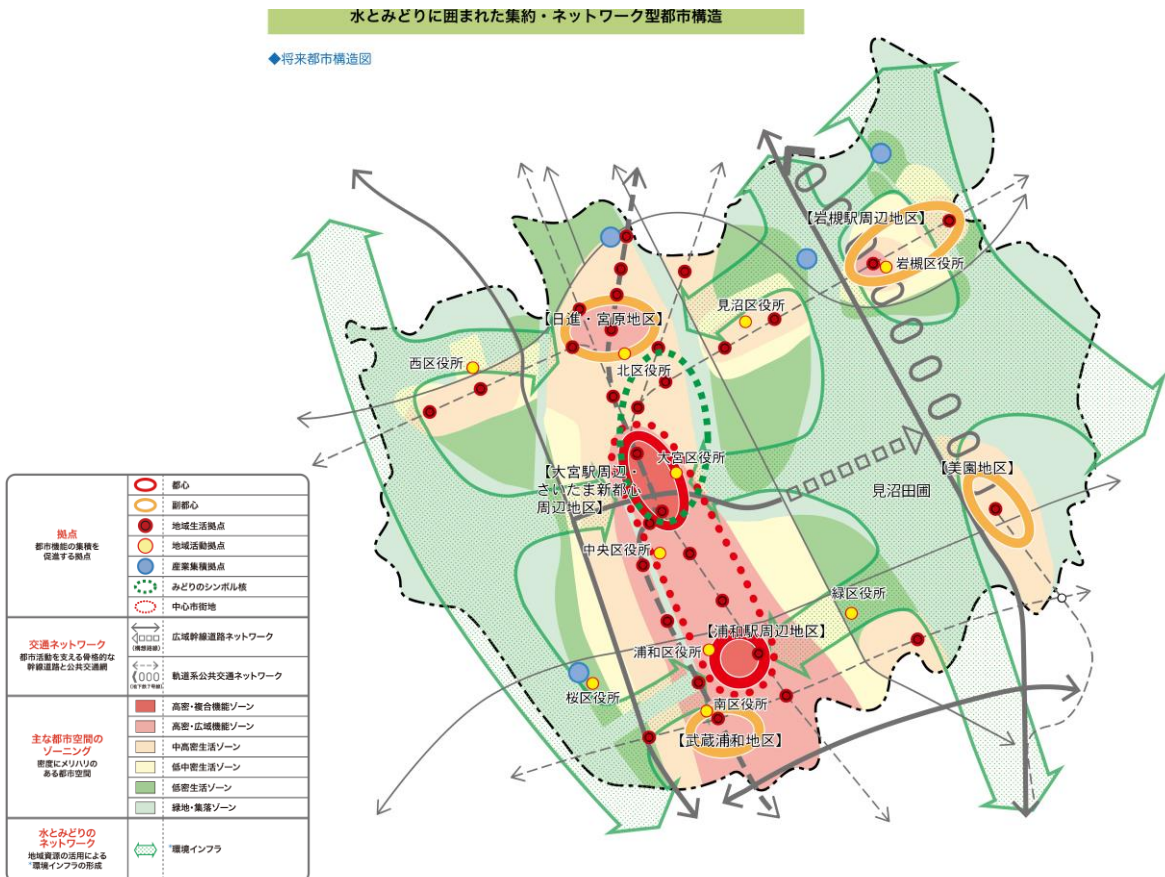 水とみどりに囲まれた集約・ネットワーク型都市構造
◆将来都市構造図
【岩槻駅周辺地区】
岩槻区役所
見沼区役所
【日進・宮原地区】
北区役所
西区役所
大宮区役所
【大宮駅周辺・
さいたま新都心
周辺地区】
見沼田圃
【美園地区】
中央区役所
緑区役所
【浦和駅周辺地区】
浦和区役所
桜区役所
南区役所
【武蔵浦和地区】
拠点
都市機能の集積を
促進する拠点
都心
副都心
地域生活拠点
地域活動拠点
産業集積拠点
みどりのシンボル核
中心市街地
交通ネットワーク
都市活動を支える骨格的な
幹線道路と公共交通網
(構想路線)
広域幹線道路ネットワーク
(地下鉄7号線)
軌道系公共交通ネットワーク
主な都市空間の
ゾーニング
密度にメリハリの
ある都市空間
高密・複合機能ゾーン
高密・広域機能ゾーン
中高密生活ゾーン
低中密生活ゾーン
低密生活ゾーン
緑地・集落ゾーン
水とみどりの
ネットワーク
地域資源の活用による
*環境インフラの形成
*環境インフラ